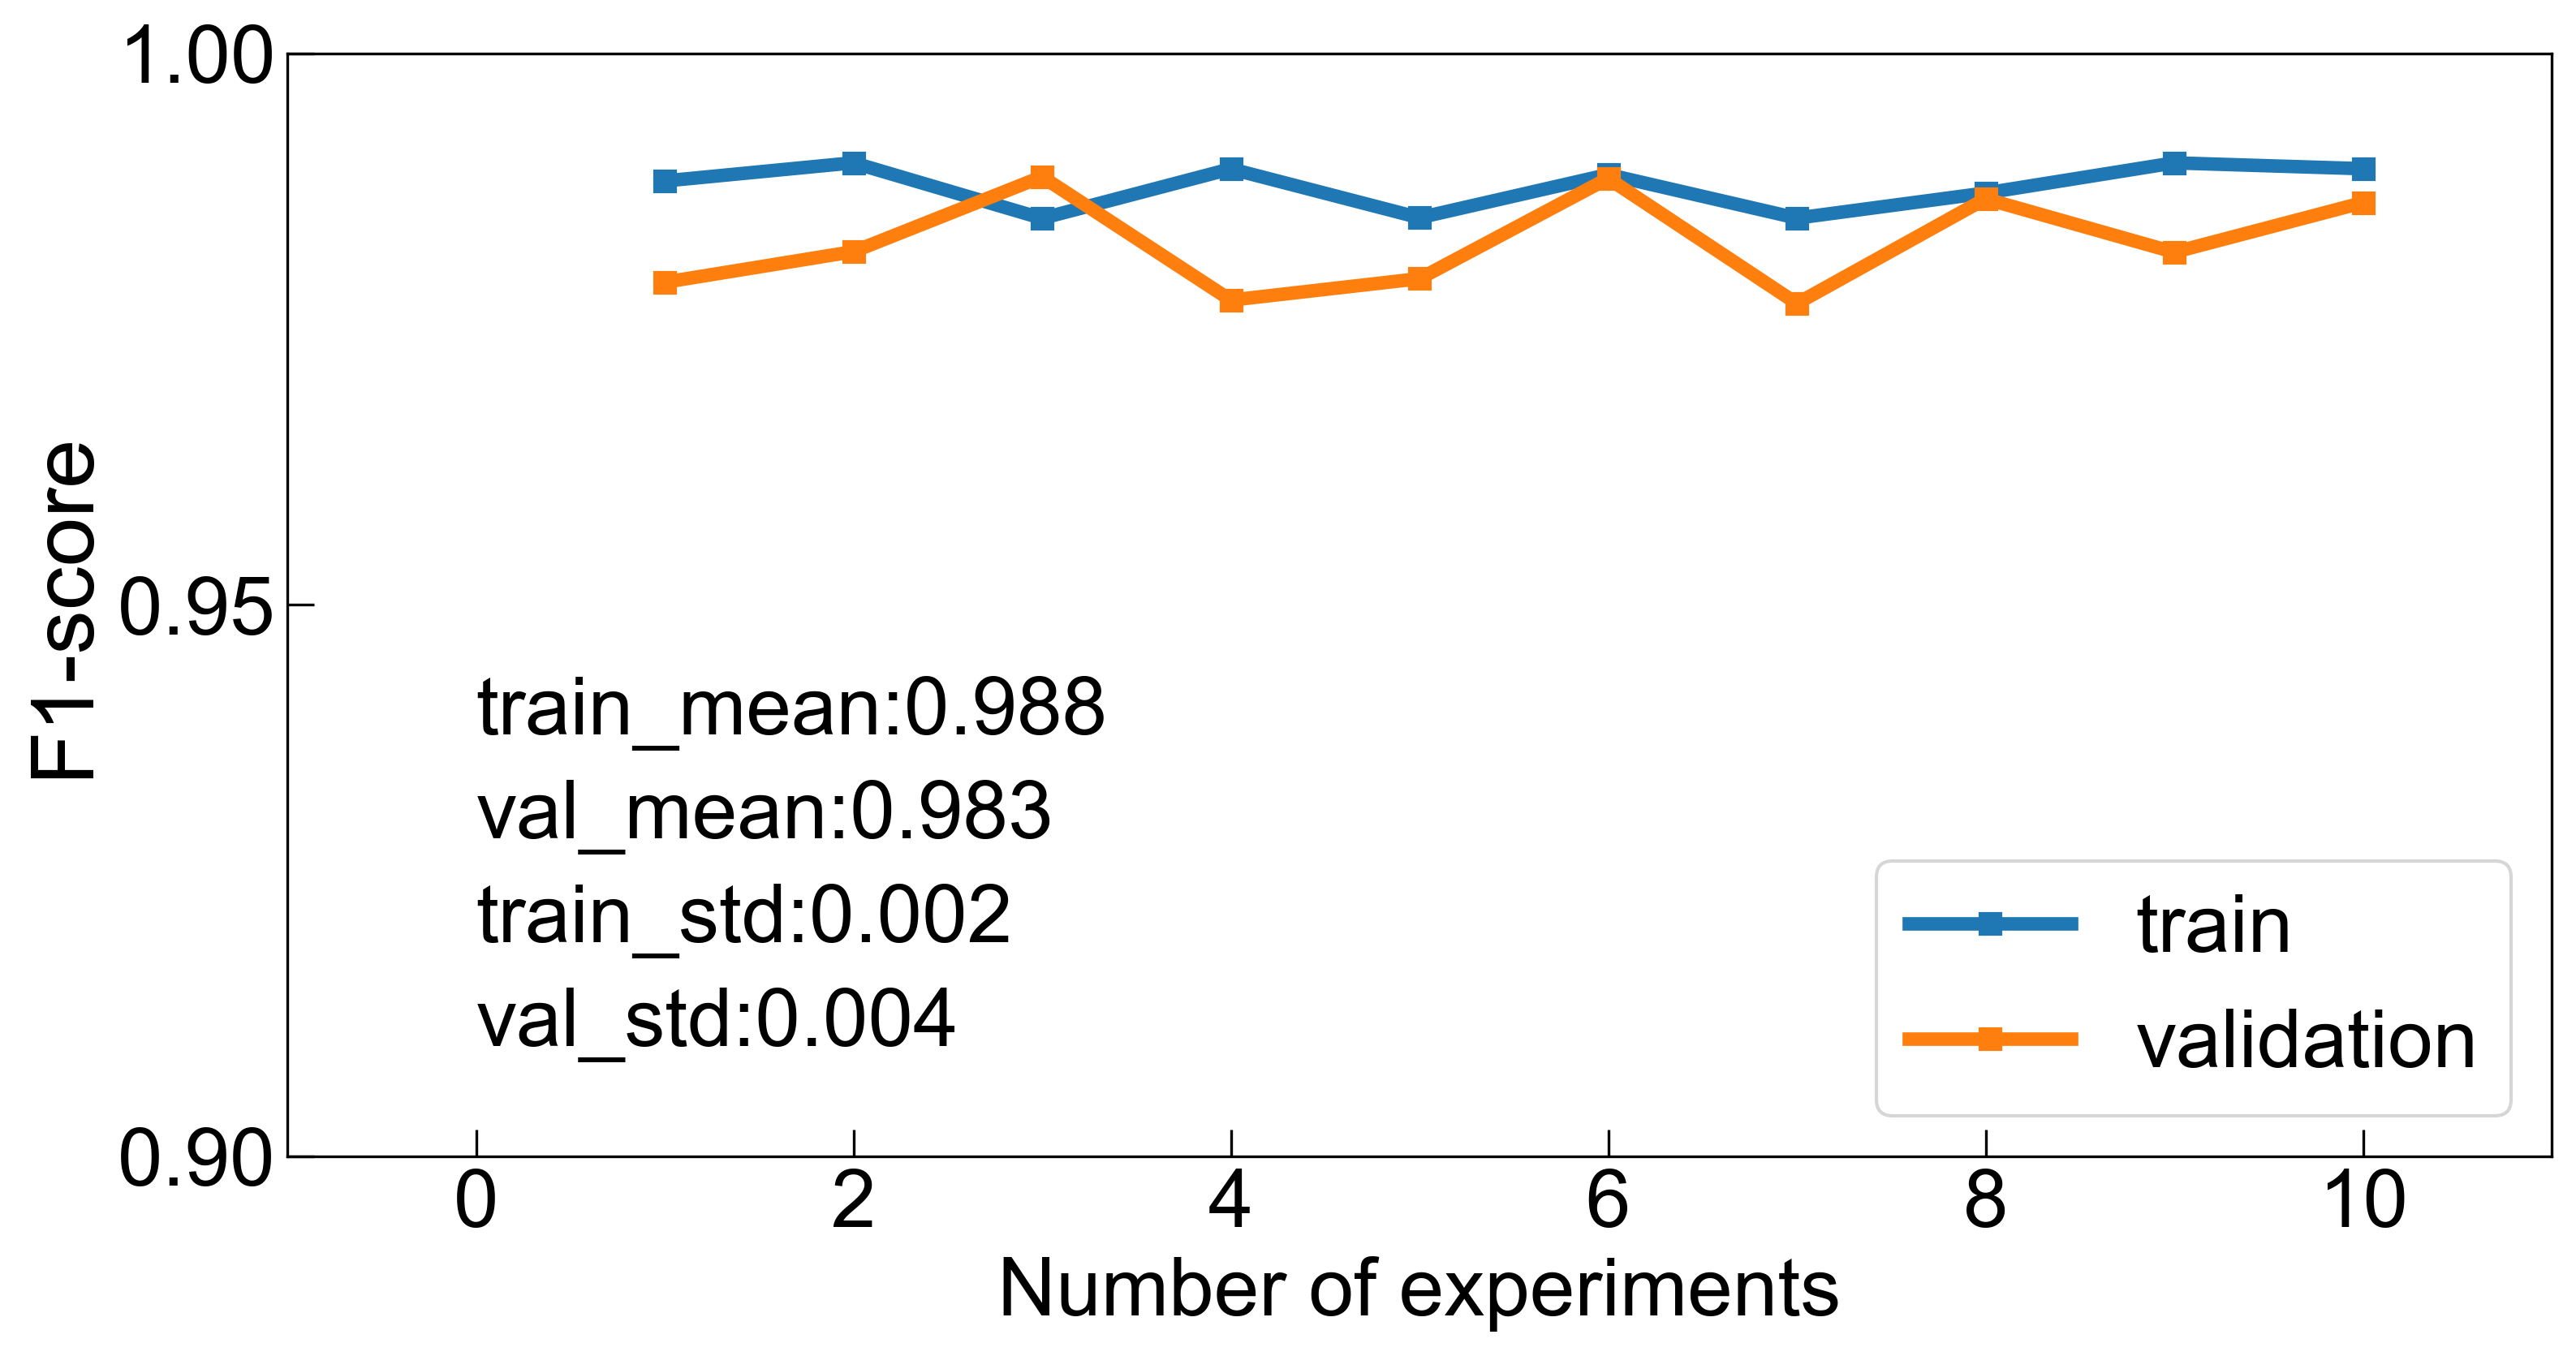 1.00
0.95
0.90
F1-score
train_mean:0.988
val_mean:0.983
train_std:0.002
val_std:0.004
train
validation
0 2 4 6 8 10
Number of experiments